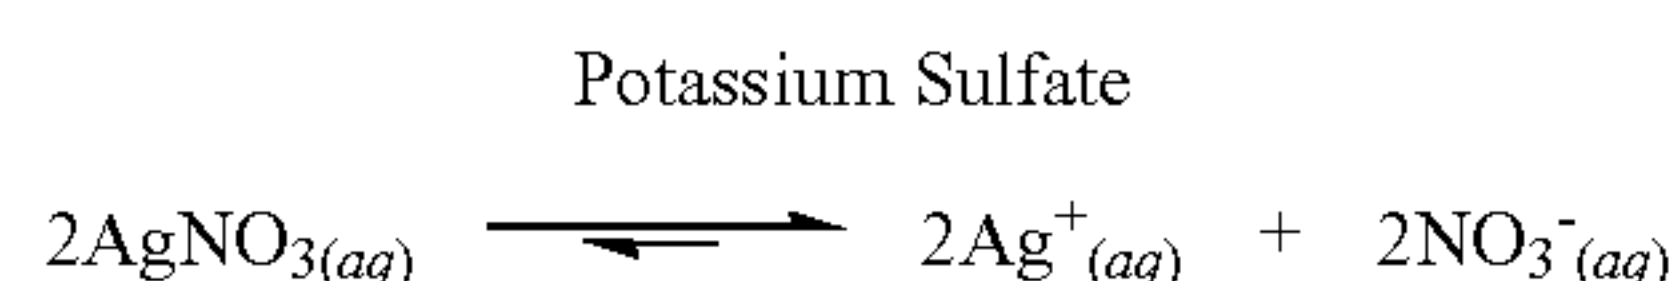 Potassium Sulfate
2AgNO₃₍aq₎ ⇌ 2Ag⁺₍aq₎ + 2NO₃⁻₍aq₎